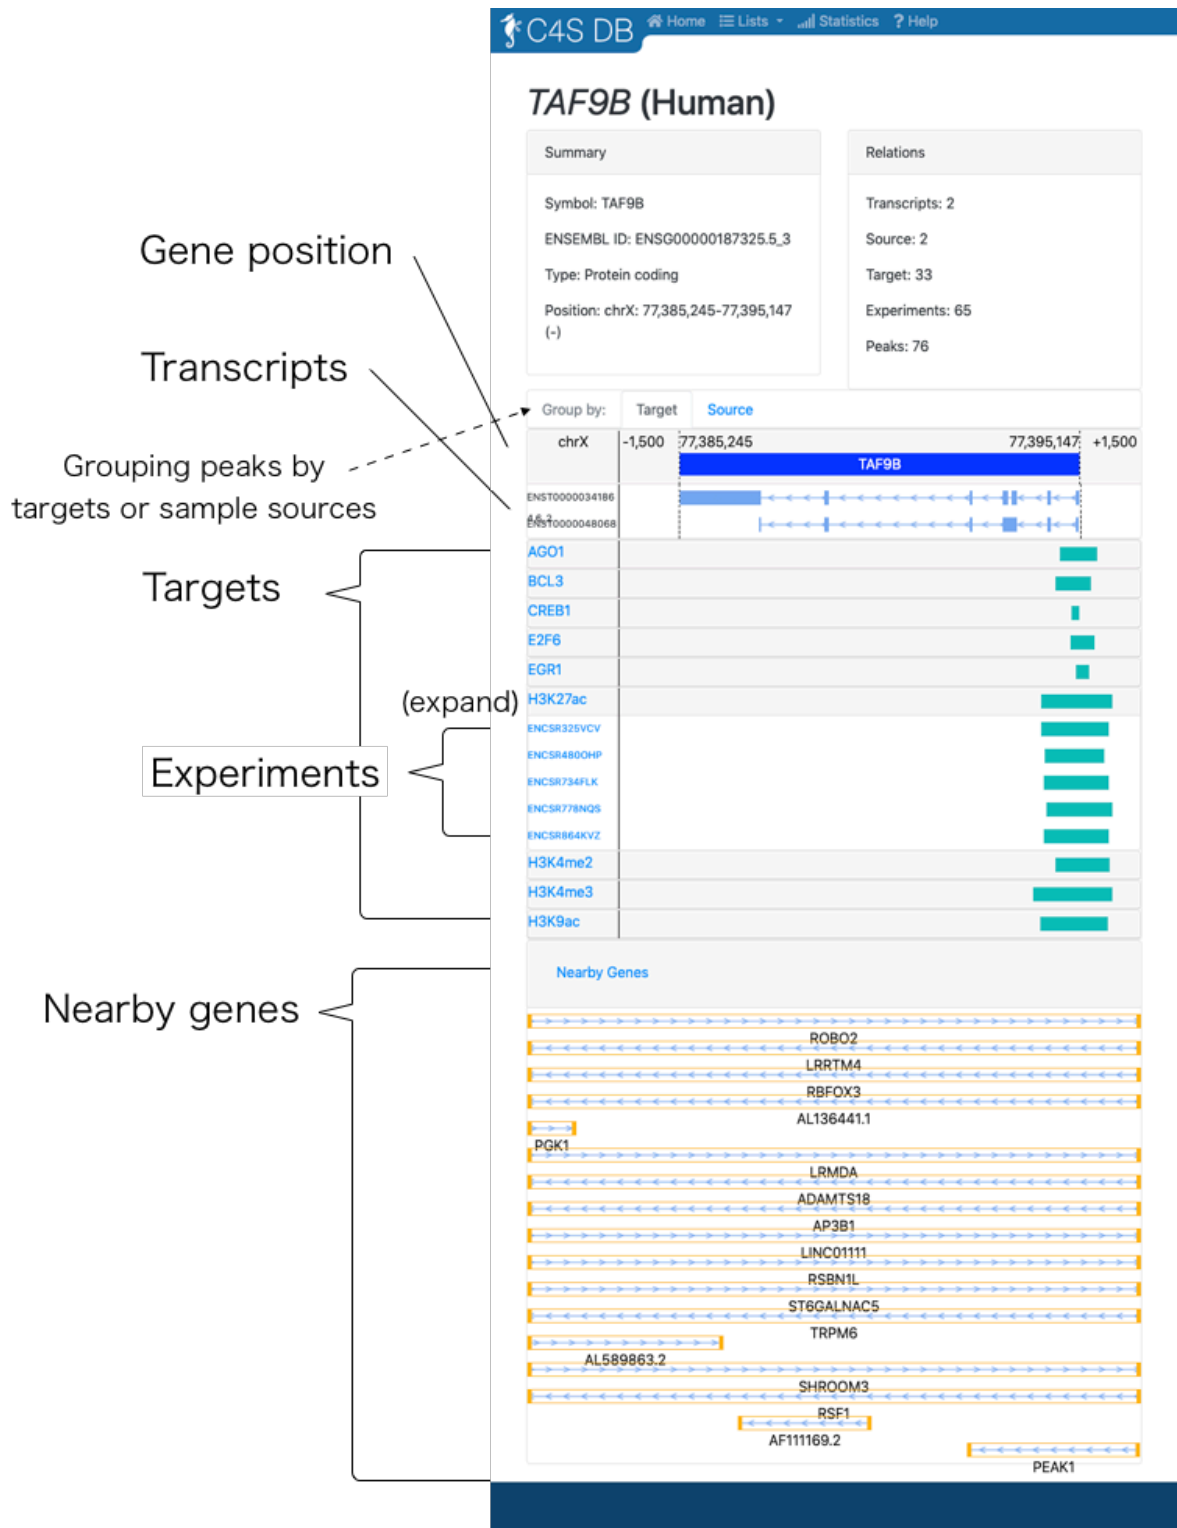 C4S DB
Home Lists Statistics ? Help
TAF9B (Human)
Summary
Symbol: TAF9B
ENSEMBL ID: ENSG00000187325.5_3
Type: Protein coding
Position: chrX: 77,385,245-77,395,147
(-)
Relations
Transcripts: 2
Source: 2
Target: 33
Experiments: 65
Peaks: 76
Gene position
Transcripts
Grouping peaks by
targets or sample sources
Targets
(expand)
Experiments
Nearby genes
Group by: Target Source
chrX -1,500 77,385,245 77,395,147 +1,500
TAF9B
ENST0000034186
4.6_2
ENST0000048068
AGO1
BCL3
CREB1
E2F6
EGR1
H3K27ac
ENCSR325VCV
ENCSR480OHP
ENCSR734FLK
ENCSR778NQS
ENCSR864KVZ
H3K4me2
H3K4me3
H3K9ac
Nearby Genes
ROBO2
LRRTM4
RBFOX3
AL136441.1
PGK1
LRMDA
ADAMTS18
AP3B1
LINC01111
RSBN1L
ST6GALNAC5
TRPM6
AL589863.2
SHROOM3
RSF1
AF111169.2
PEAK1